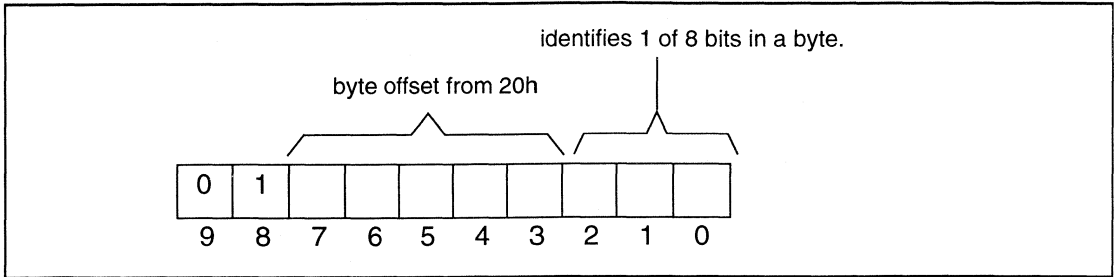 identifies 1 of 8 bits in a byte.
byte offset from 20h
0 1
9 8 7 6 5 4 3 2 1 0